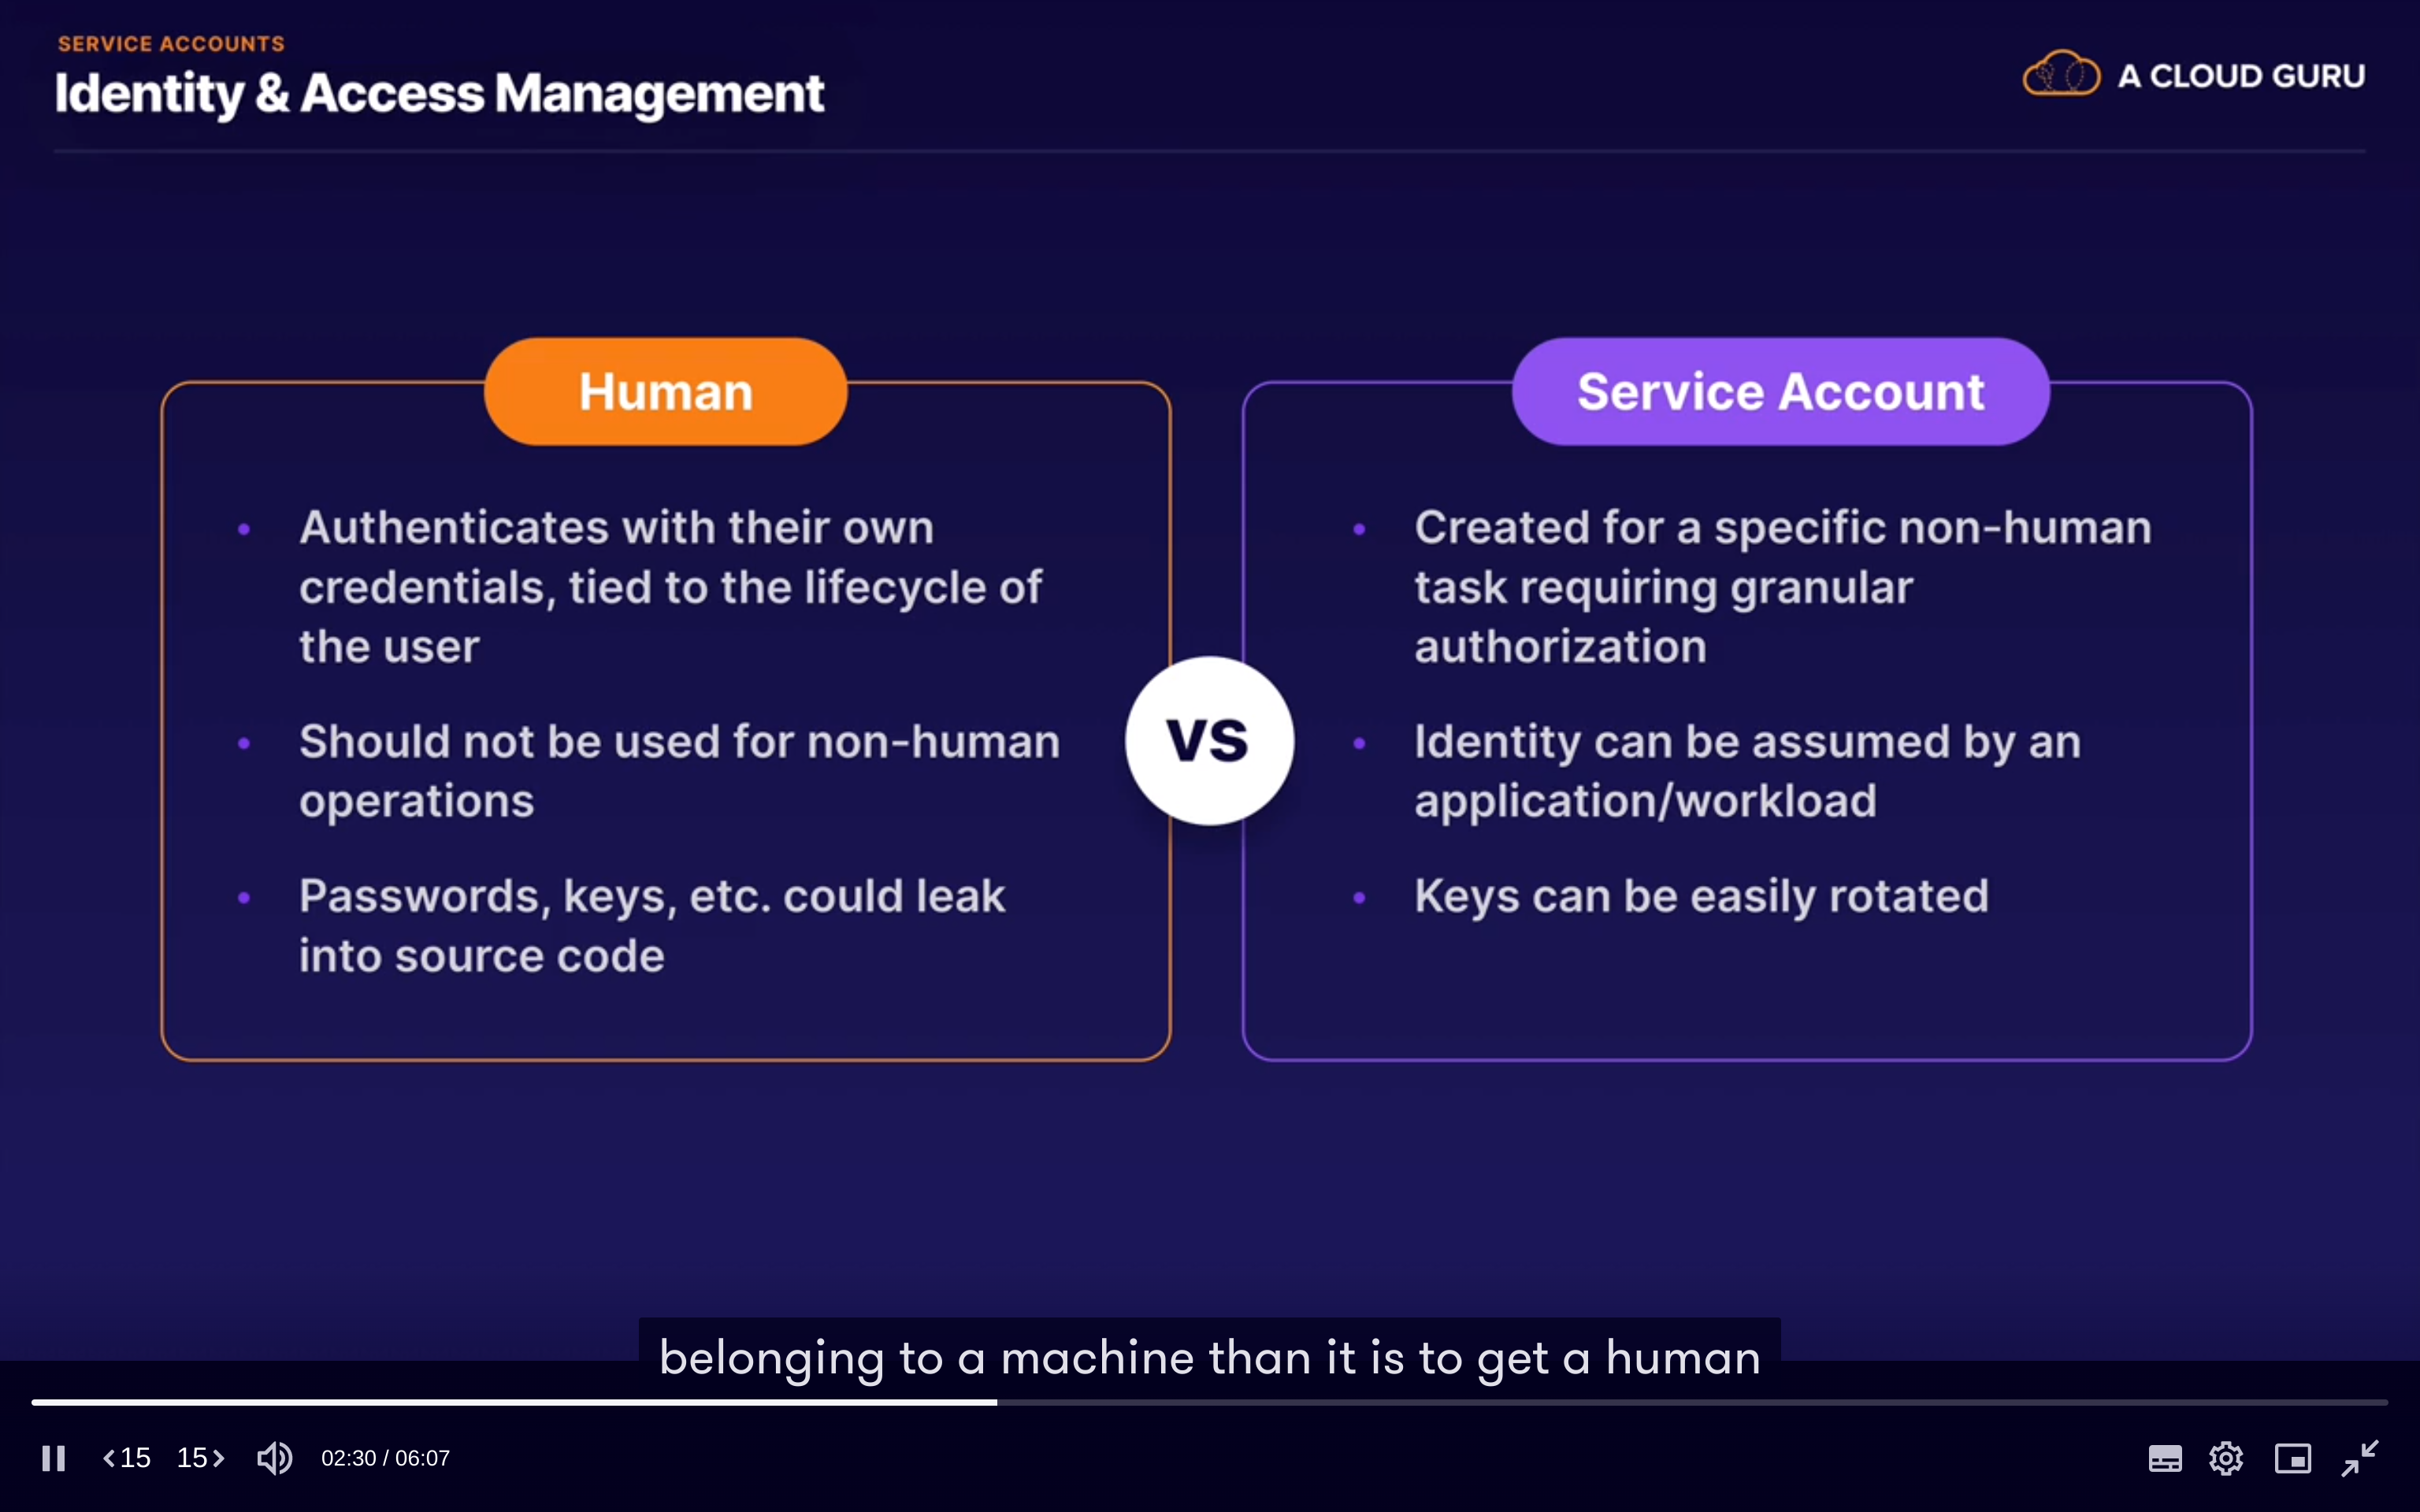 SERVICE ACCOUNTS
Identity & Access Management
A CLOUD GURU
Human
Authenticates with their own
credentials, tied to the lifecycle of
the user
Should not be used for non-human
operations
Passwords, keys, etc. could leak
into source code
VS
Service Account
Created for a specific non-human
task requiring granular
authorization
Identity can be assumed by an
application/workload
Keys can be easily rotated
belonging to a machine than it is to get a human
15 15 02:30 / 06:07